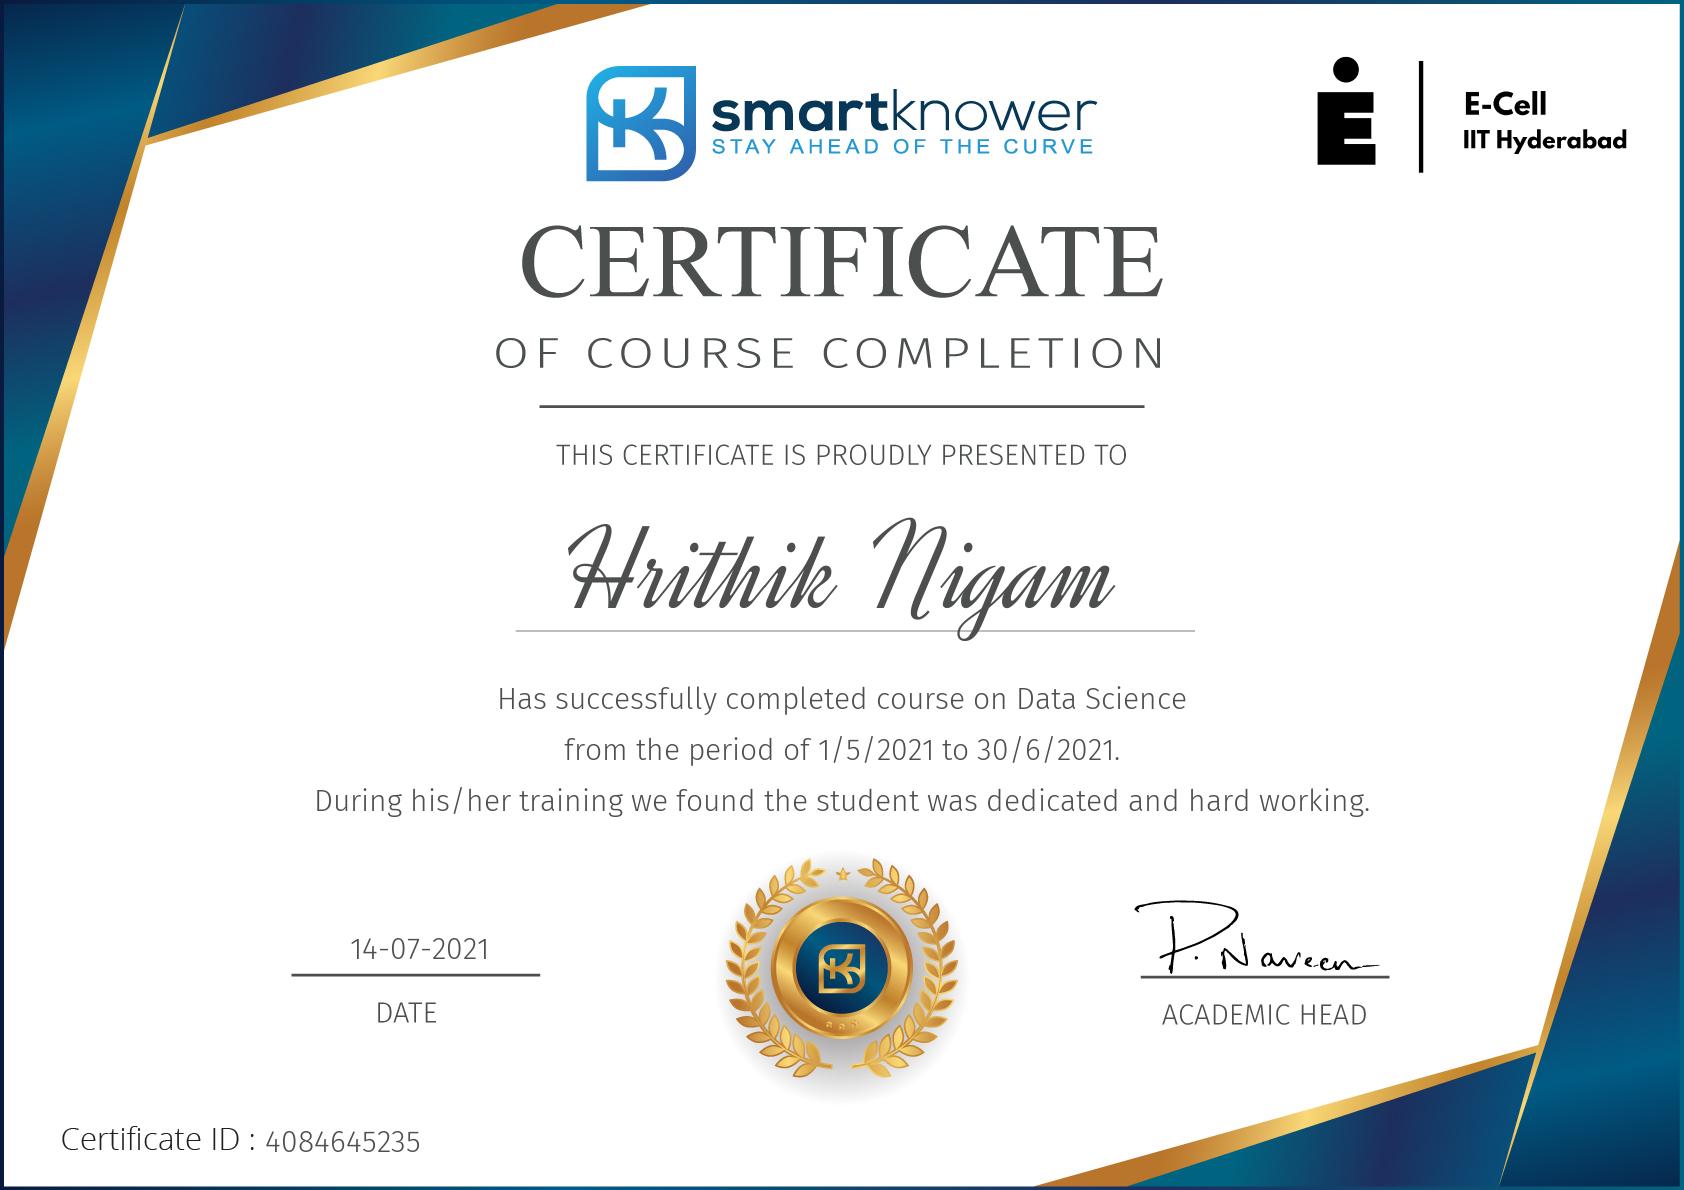 smartknower
STAY AHEAD OF THE CURVE
E-Cell
IIT Hyderabad
CERTIFICATE
OF COURSE COMPLETION
THIS CERTIFICATE IS PROUDLY PRESENTED TO
Hrithik Nigam
Has successfully completed course on Data Science
from the period of 1/5/2021 to 30/6/2021.
During his/her training we found the student was dedicated and hard working.
14-07-2021
DATE
P. Naveen
ACADEMIC HEAD
Certificate ID : 4084645235